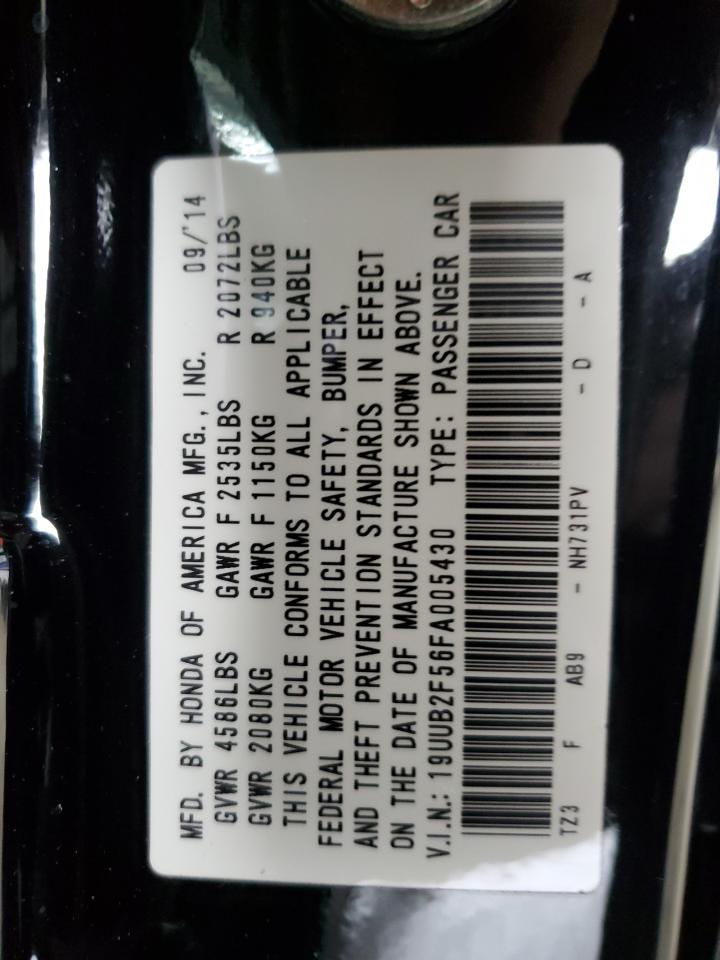 MFD. BY HONDA OF AMERICA MFG., INC. 09/'14
GVWR 4586LBS GAWR F 2535LBS R 2072LBS
GVWR 2080KG GAWR F 1150KG R 940KG
THIS VEHICLE CONFORMS TO ALL APPLICABLE
FEDERAL MOTOR VEHICLE SAFETY, BUMPER,
AND THEFT PREVENTION STANDARDS IN EFFECT
ON THE DATE OF MANUFACTURE SHOWN ABOVE.
V.I.N.: 19UUB2F56FA005430 TYPE: PASSENGER CAR
TZ3 F AB9 - NH731PV - D - A